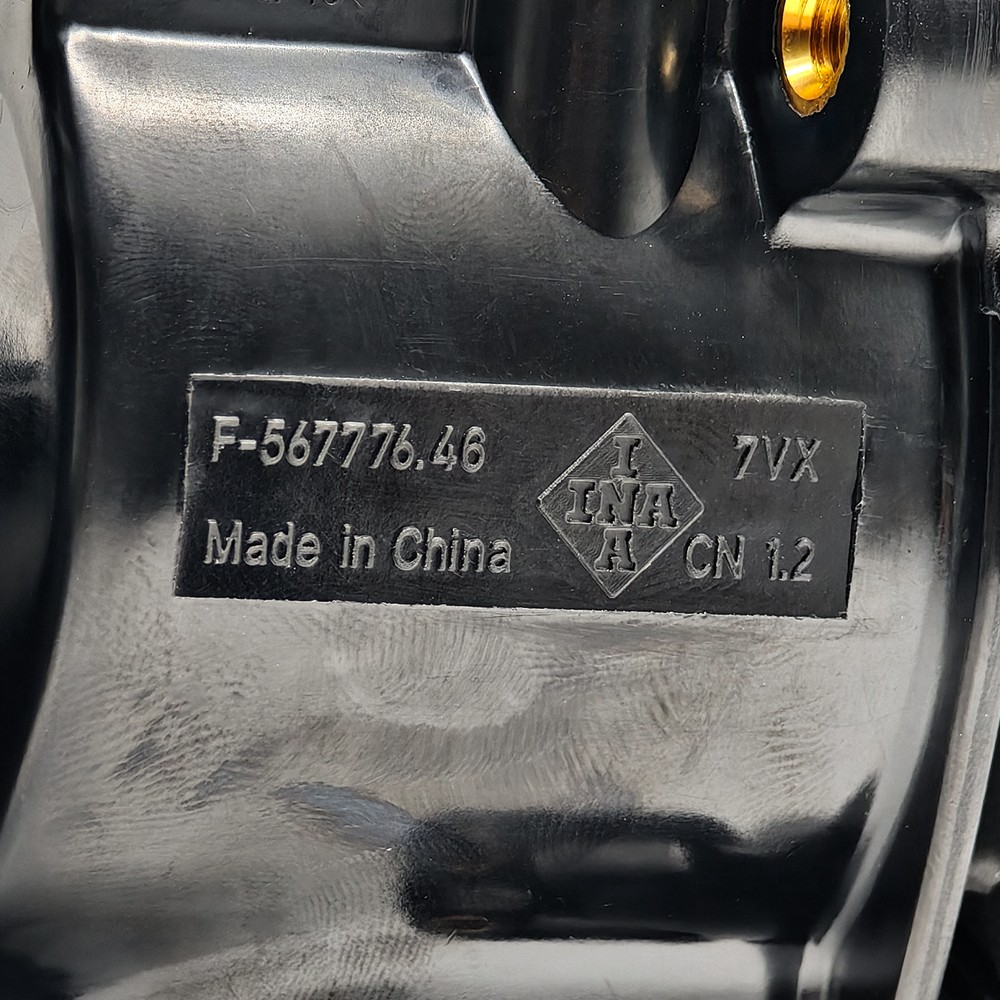 F-567776.46
Made in China
I
INA
A
7VX
CN 1.2